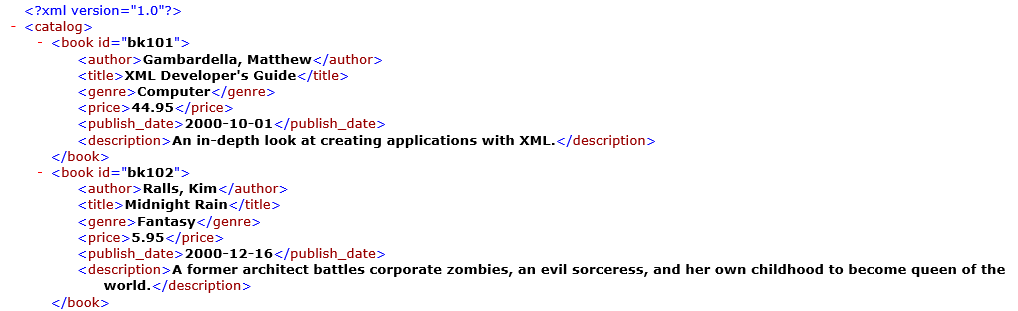 <?xml version="1.0"?>
- <catalog>
- <book id="bk101">
<author>Gambardella, Matthew</author>
<title>XML Developer's Guide</title>
<genre>Computer</genre>
<price>44.95</price>
<publish_date>2000-10-01</publish_date>
<description>An in-depth look at creating applications with XML.</description>
</book>
- <book id="bk102">
<author>Ralls, Kim</author>
<title>Midnight Rain</title>
<genre>Fantasy</genre>
<price>5.95</price>
<publish_date>2000-12-16</publish_date>
<description>A former architect battles corporate zombies, an evil sorceress, and her own childhood to become queen of the
world.</description>
</book>